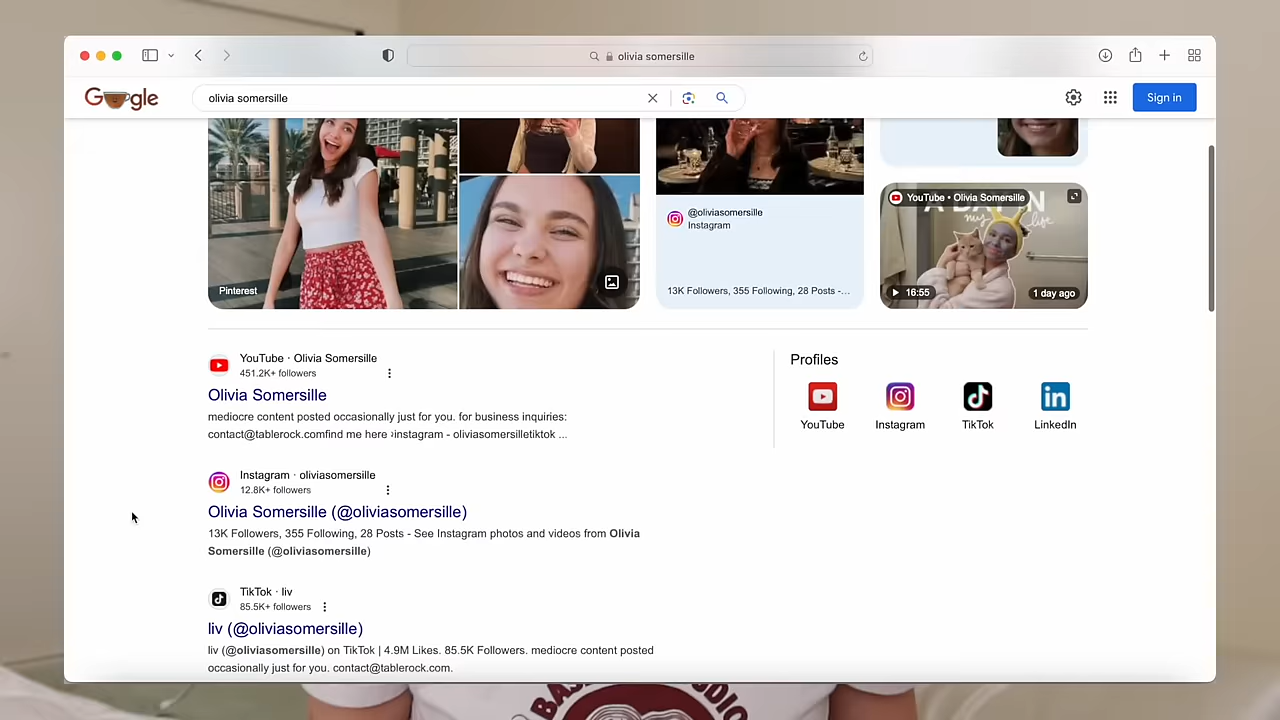 olivia somersille
Google
olivia somersille
Sign in
Pinterest
@oliviasomersille
Instagram
13K Followers, 355 Following, 28 Posts -...
YouTube • Olivia Somersille
A DAY IN
my life
16:55
1 day ago
YouTube · Olivia Somersille
451.2K+ followers
Olivia Somersille
mediocre content posted occasionally just for you. for business inquiries:
contact@tablerock.comfind me here ›instagram - oliviasomersilletiktok ...
Profiles
YouTube
Instagram
TikTok
LinkedIn
Instagram · oliviasomersille
12.8K+ followers
Olivia Somersille (@oliviasomersille)
13K Followers, 355 Following, 28 Posts - See Instagram photos and videos from Olivia
Somersille (@oliviasomersille)
TikTok · liv
85.5K+ followers
liv (@oliviasomersille)
liv (@oliviasomersille) on TikTok | 4.9M Likes. 85.5K Followers. mediocre content posted
occasionally just for you. contact@tablerock.com.